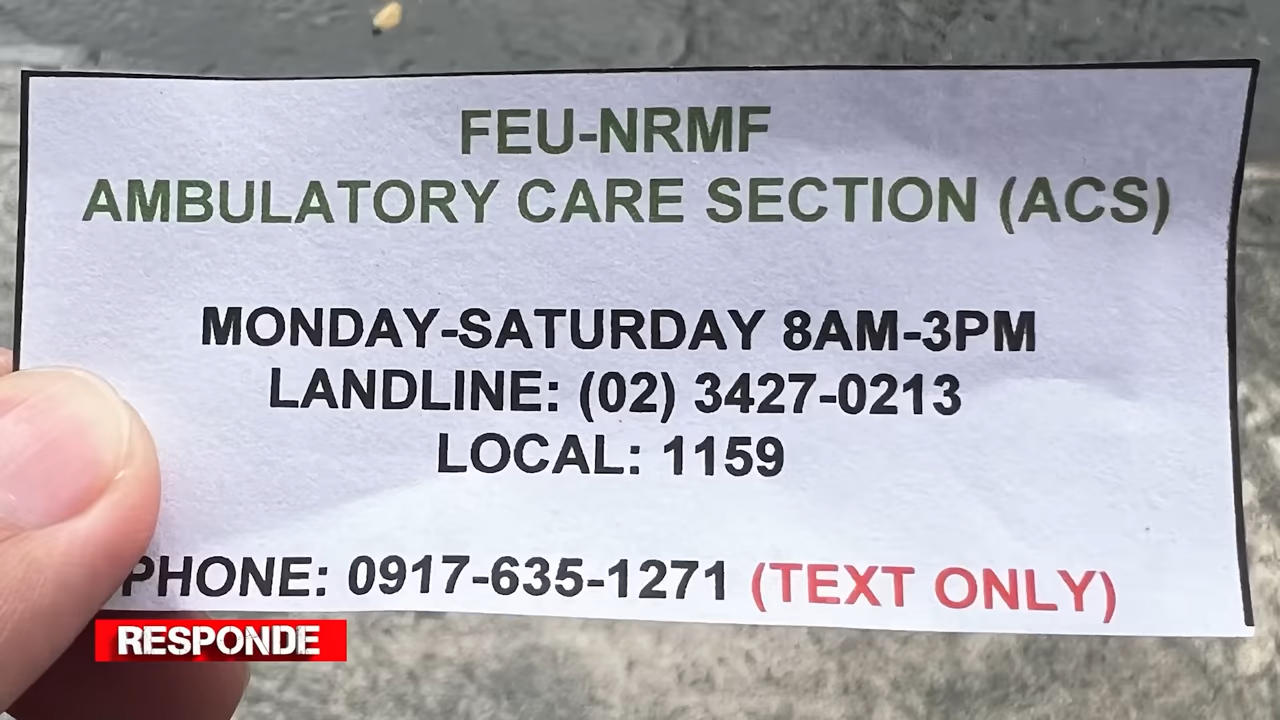 FEU-NRMF
AMBULATORY CARE SECTION (ACS)
MONDAY-SATURDAY 8AM-3PM
LANDLINE: (02) 3427-0213
LOCAL: 1159
PHONE: 0917-635-1271 (TEXT ONLY)
RESPONDE